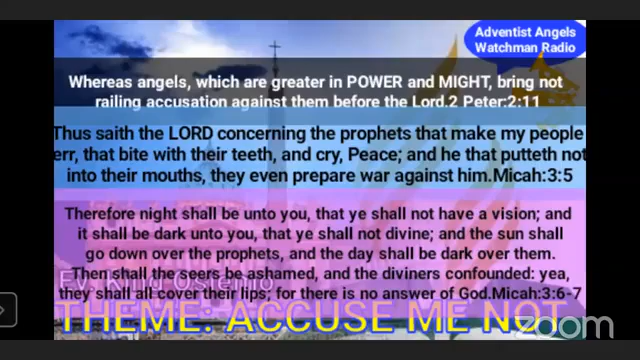 Adventist Angels
Watchman Radio
Whereas angels, which are greater in POWER and MIGHT, bring not
railing accusation against them before the Lord.2 Peter:2:11
Thus saith the LORD concerning the prophets that make my people
err, that bite with their teeth, and cry, Peace; and he that putteth not
into their mouths, they even prepare war against him.Micah:3:5
Therefore night shall be unto you, that ye shall not have a vision; and
it shall be dark unto you, that ye shall not divine; and the sun shall
go down over the prophets, and the day shall be dark over them.
Then shall the seers be ashamed, and the diviners confounded: yea,
they shall all cover their lips; for there is no answer of God.Micah:3:6-7
Ev. King
THEME: ACCUSE ME NOT
zoom